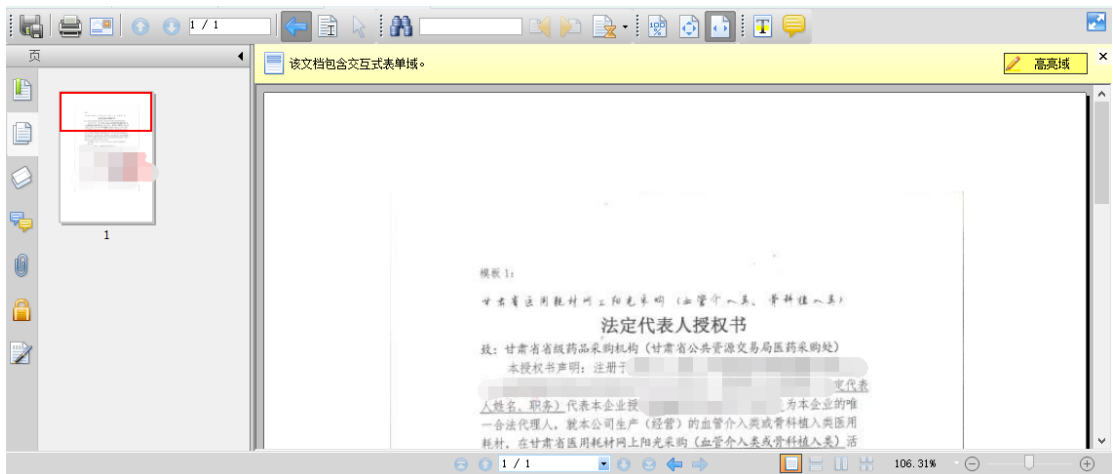 1 / 1
页
该文档包含交互式表单域。
高亮域
1
模板 1:
甘肃省医用耗材网上阳光采购（血管介入类、骨科植入类）
法定代表人授权书
致：甘肃省省级药品采购机构（甘肃省公共资源交易局医药采购处）
本授权书声明：注册于
定代表
人姓名、职务）代表本企业授
为本企业的唯
一合法代理人，就本公司生产（经营）的血管介入类或骨科植入类医用
耗材，在甘肃省医用耗材网上阳光采购（血管介入类或骨科植入类）活
1 / 1
106.31%